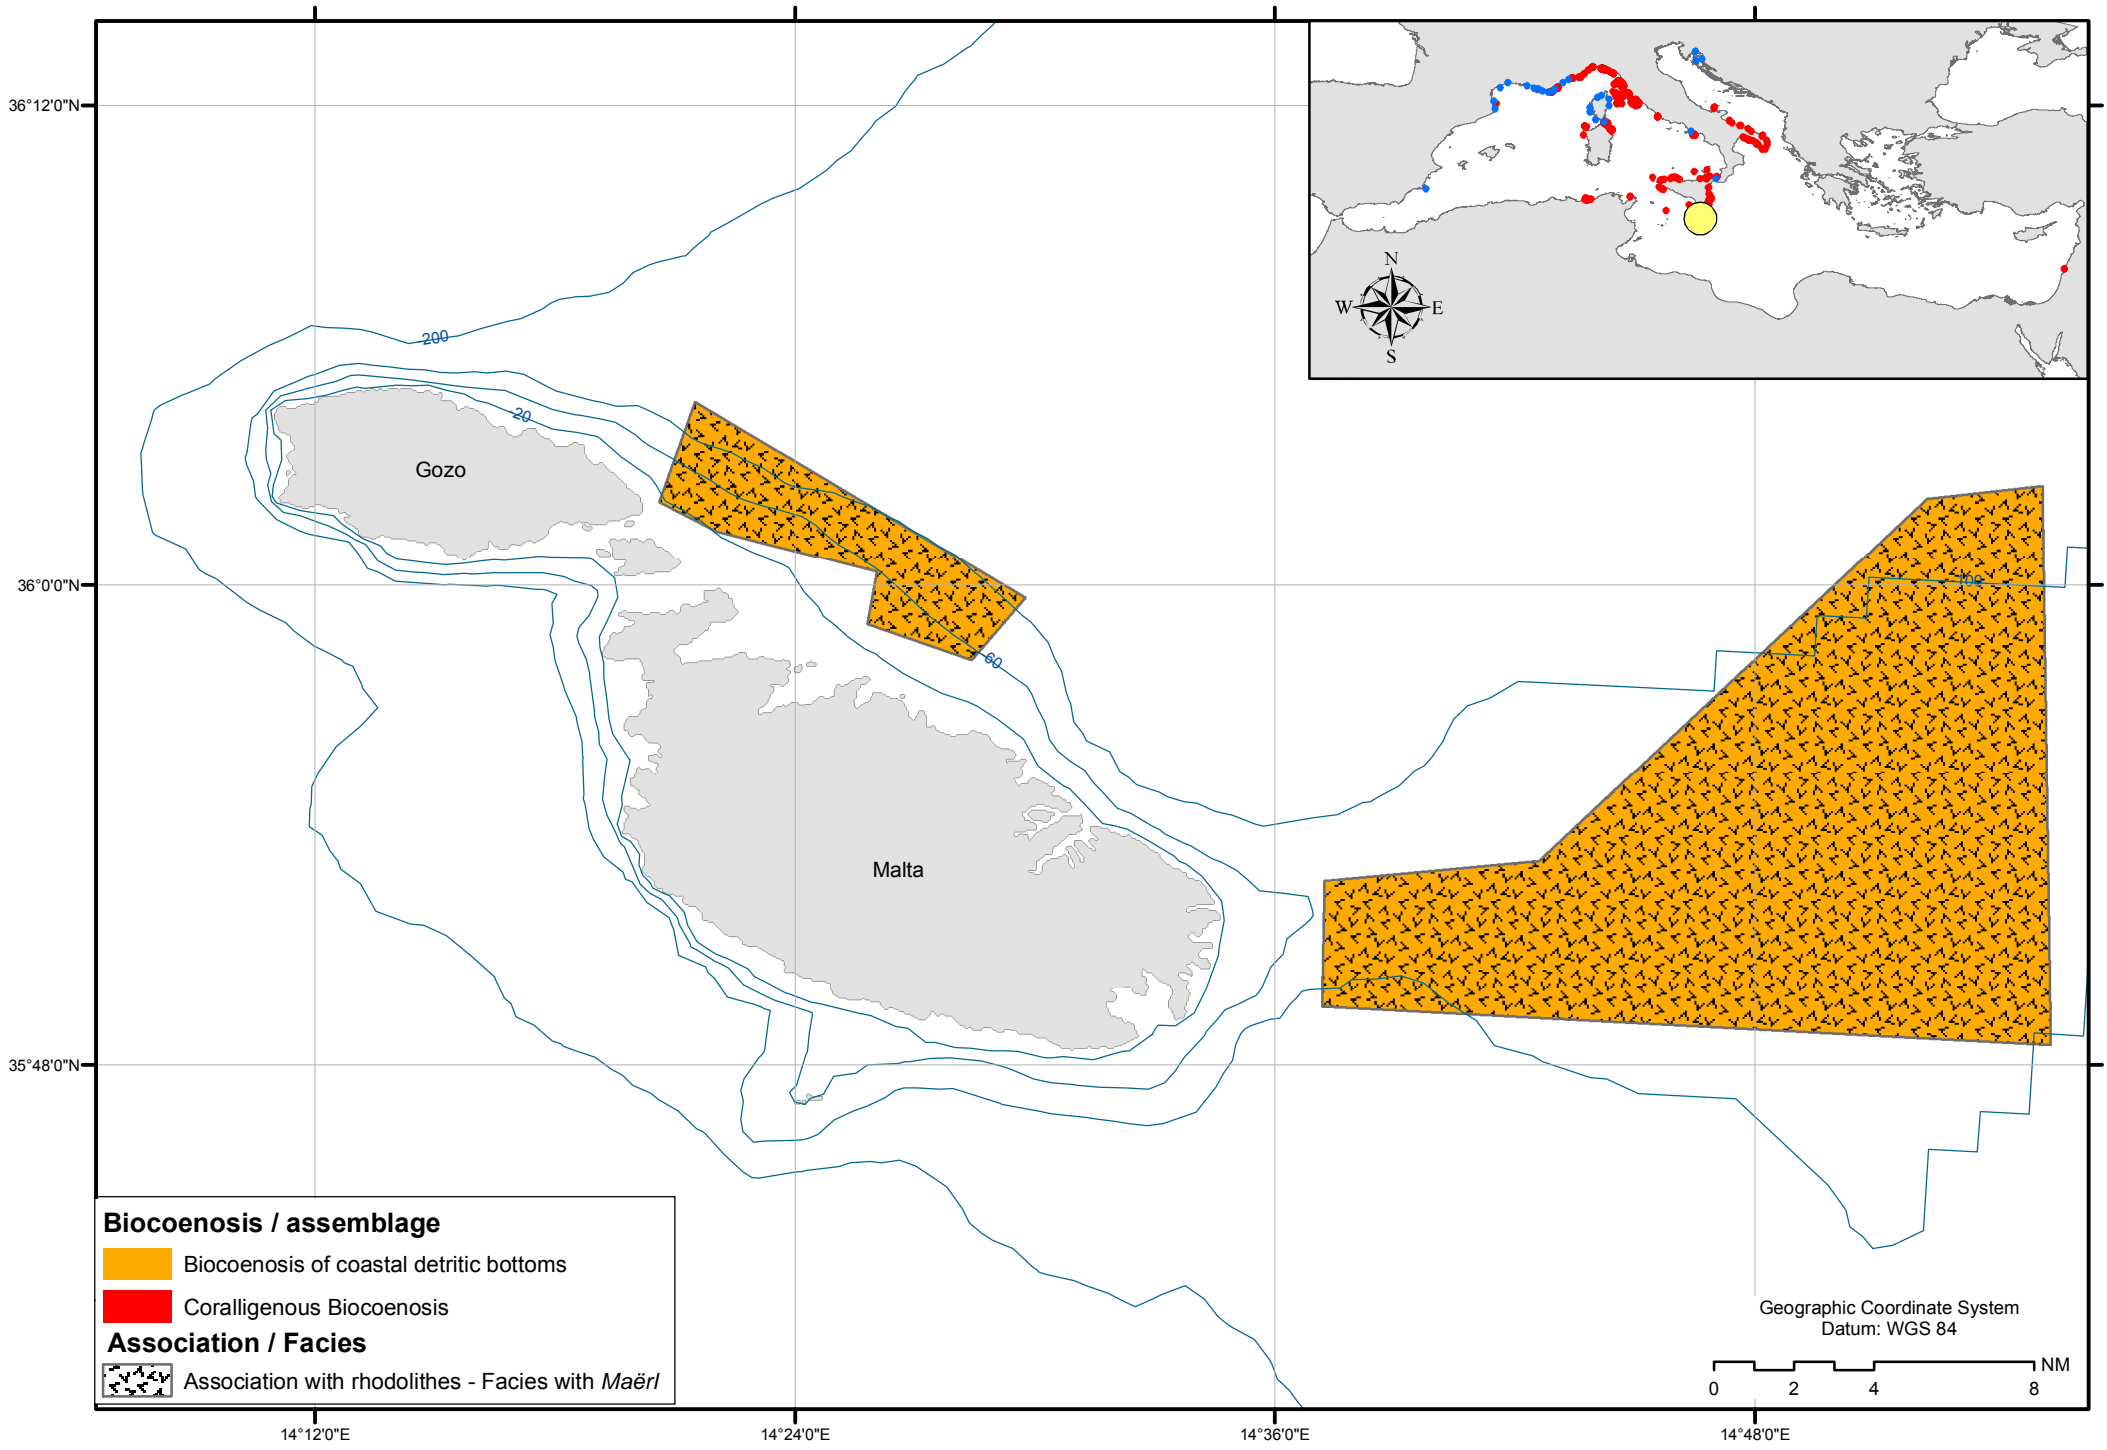 36°12'0"N
N
W
E
S
200
20
Gozo
36°0'0"N
100
60
Malta
35°48'0"N
Biocoenosis / assemblage
Biocoenosis of coastal detritic bottoms
Coralligenous Biocoenosis
Association / Facies
Association with rhodolithes - Facies with Maërl
Geographic Coordinate System
Datum: WGS 84
NM
0 2 4 8
14°12'0"E 14°24'0"E 14°36'0"E 14°48'0"E